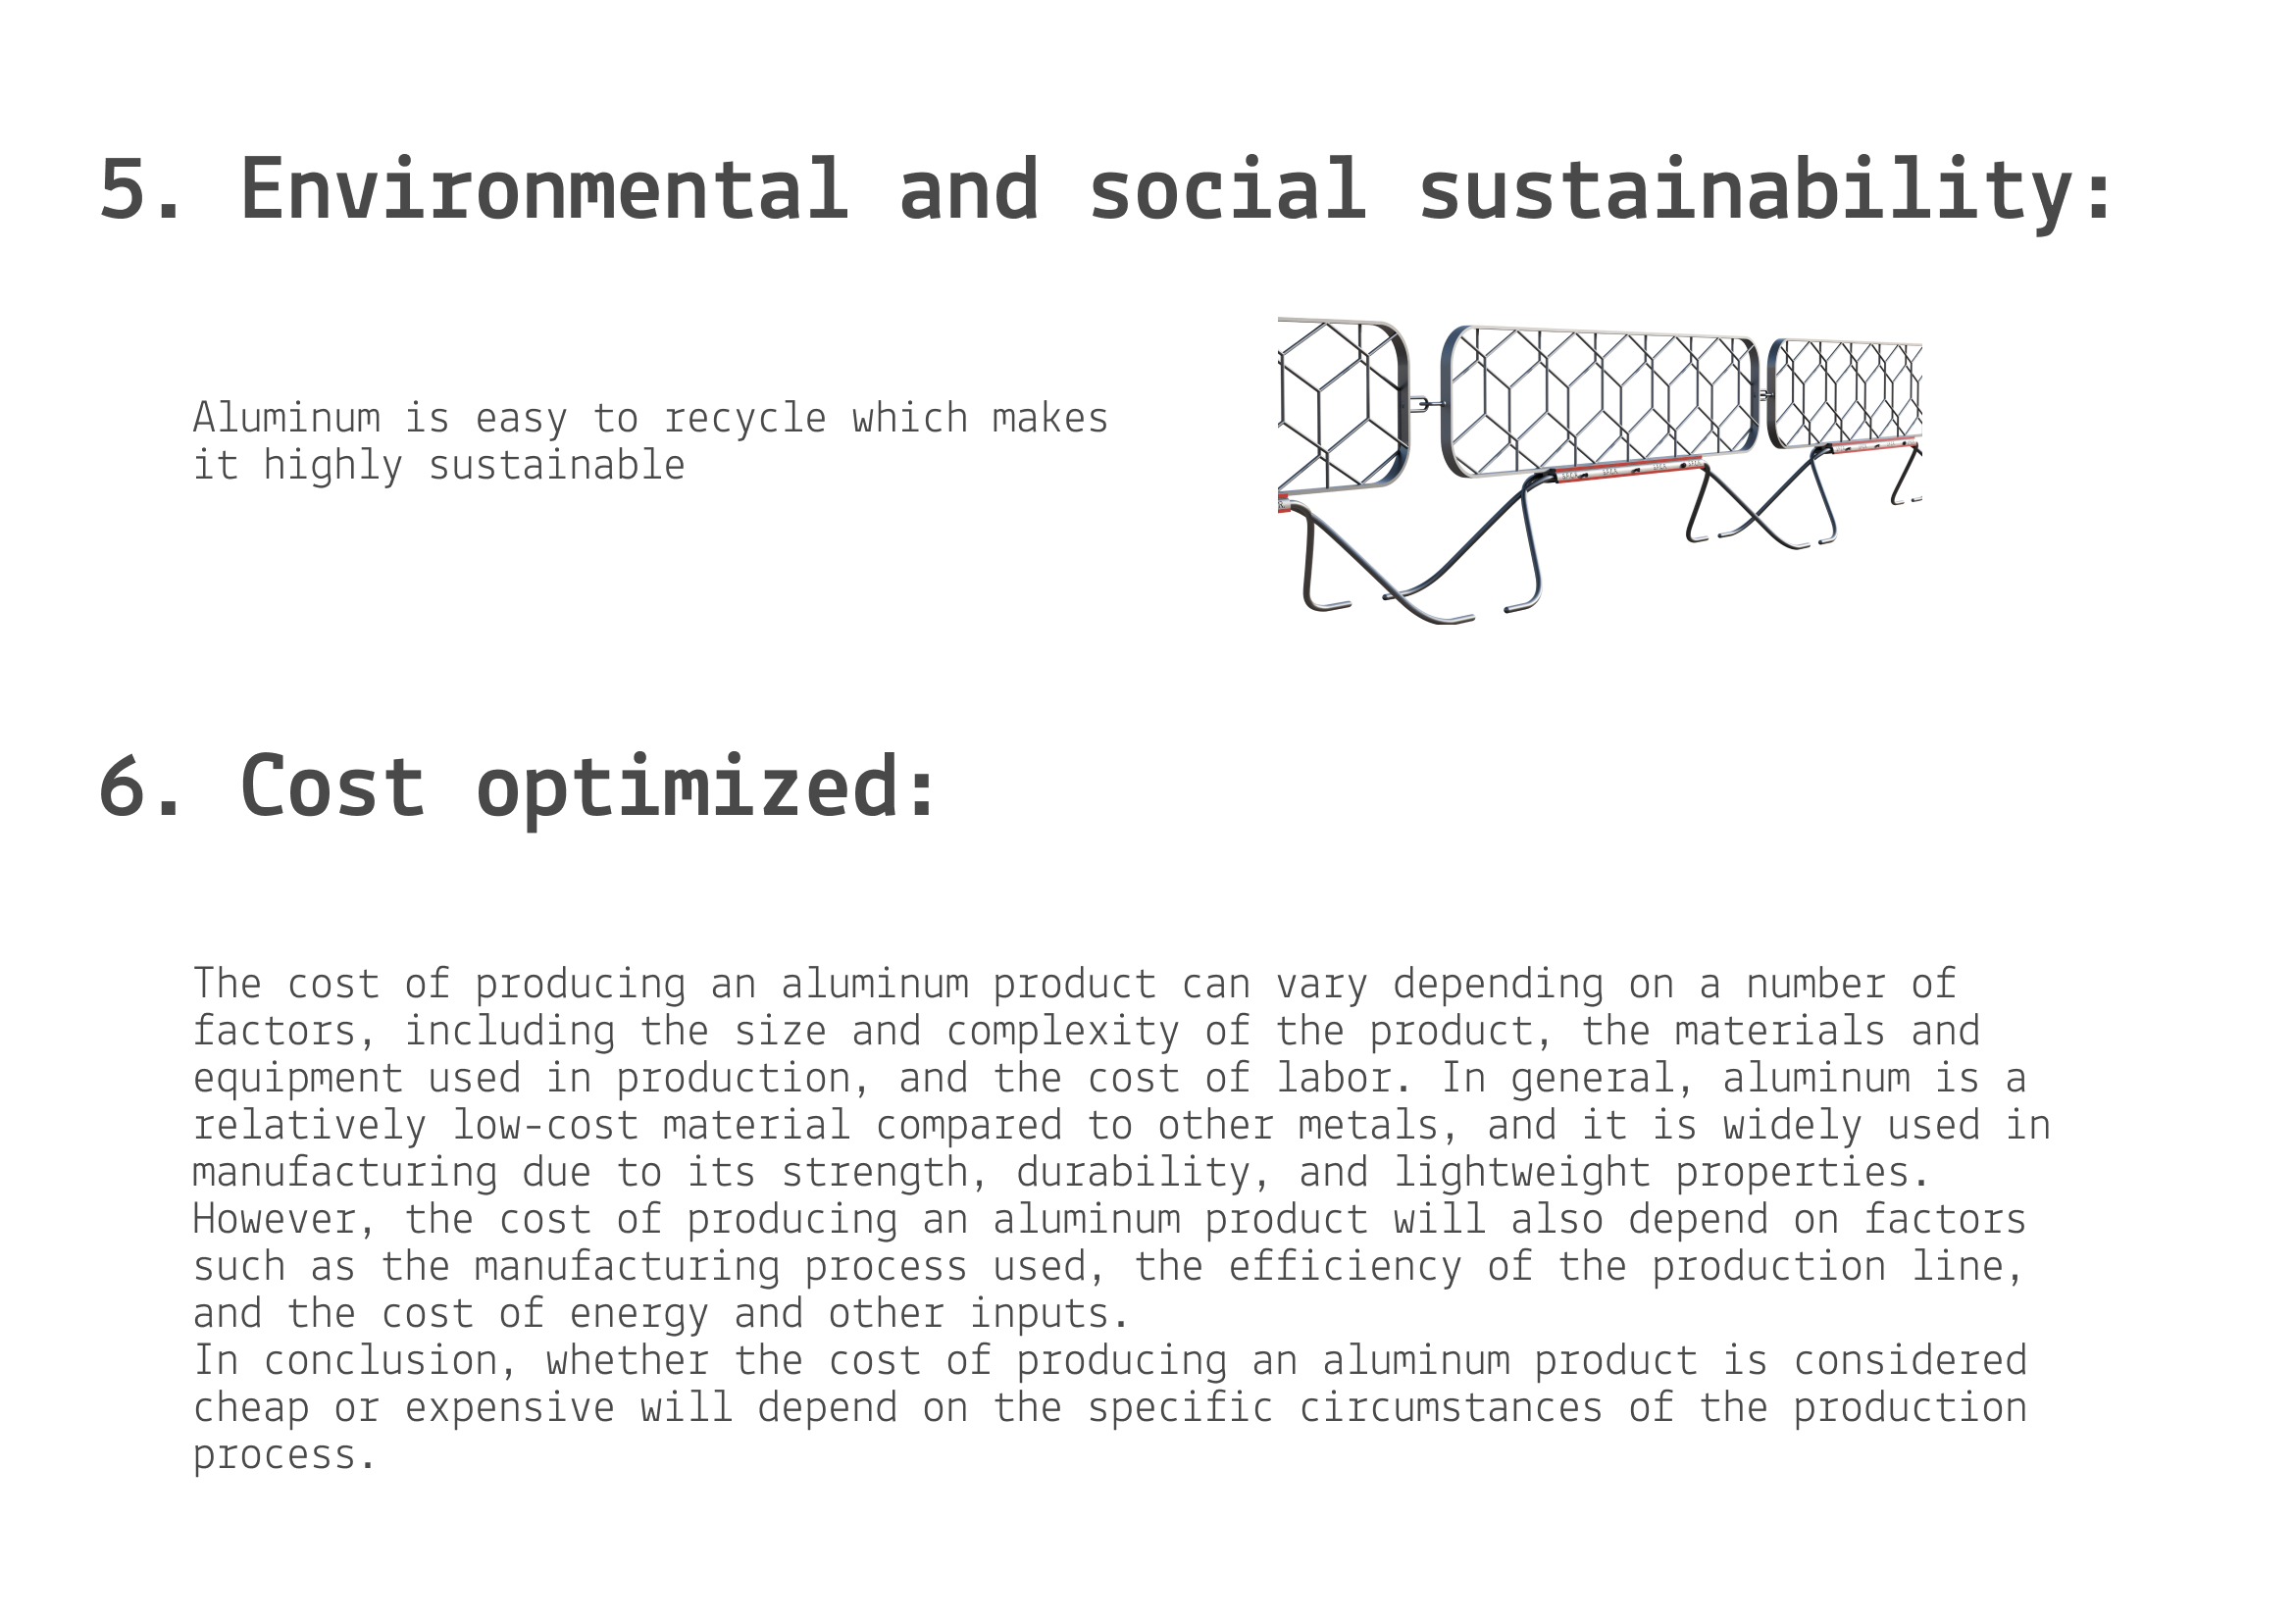 5. Environmental and social sustainability:
Aluminum is easy to recycle which makes
it highly sustainable
6. Cost optimized:
The cost of producing an aluminum product can vary depending on a number of
factors, including the size and complexity of the product, the materials and
equipment used in production, and the cost of labor. In general, aluminum is a
relatively low-cost material compared to other metals, and it is widely used in
manufacturing due to its strength, durability, and lightweight properties.
However, the cost of producing an aluminum product will also depend on factors
such as the manufacturing process used, the efficiency of the production line,
and the cost of energy and other inputs.
In conclusion, whether the cost of producing an aluminum product is considered
cheap or expensive will depend on the specific circumstances of the production
process.